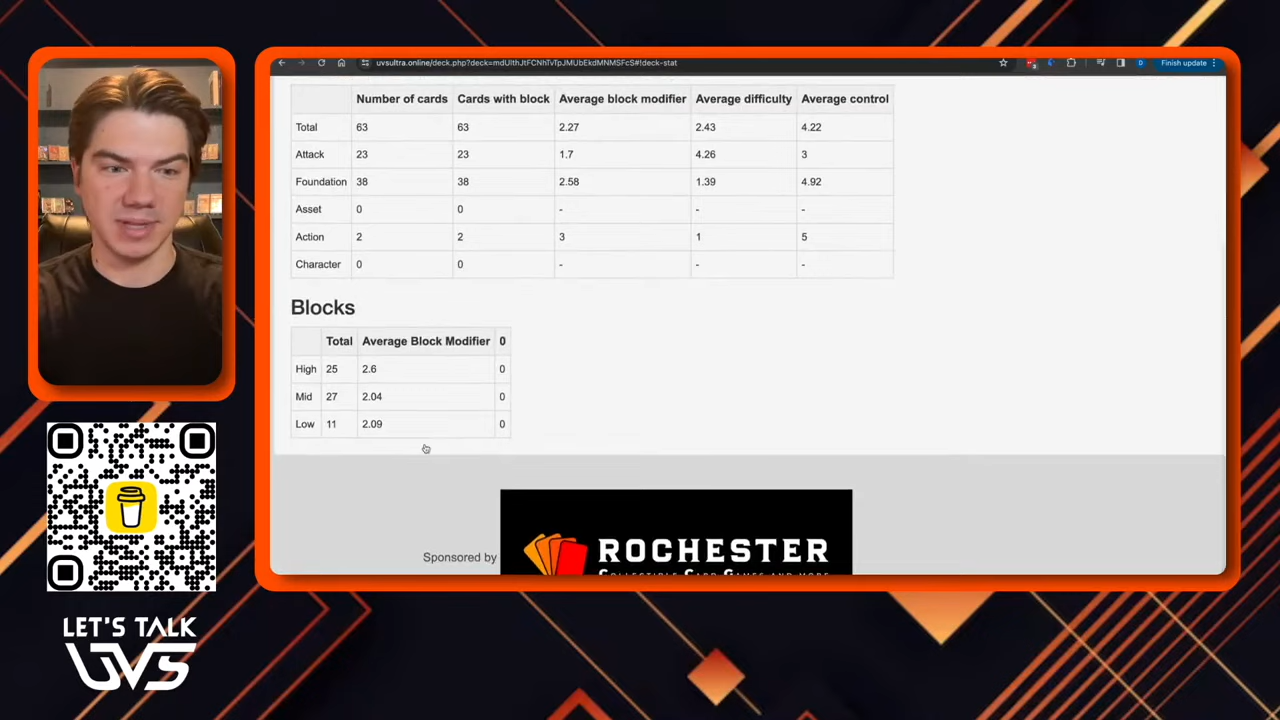 uvsultra.online/deck.php?deck=mdUlthJtFCNhTvTpJMUbEkdMNMSFcS#!deck-stat
Finish update
Number of cards Cards with block Average block modifier Average difficulty Average control
Total 63 63 2.27 2.43 4.22
Attack 23 23 1.7 4.26 3
Foundation 38 38 2.58 1.39 4.92
Asset 0 0 - - -
Action 2 2 3 1 5
Character 0 0 - - -
Blocks
Total Average Block Modifier 0
High 25 2.6 0
Mid 27 2.04 0
Low 11 2.09 0
Sponsored by
ROCHESTER
LET'S TALK
UVS